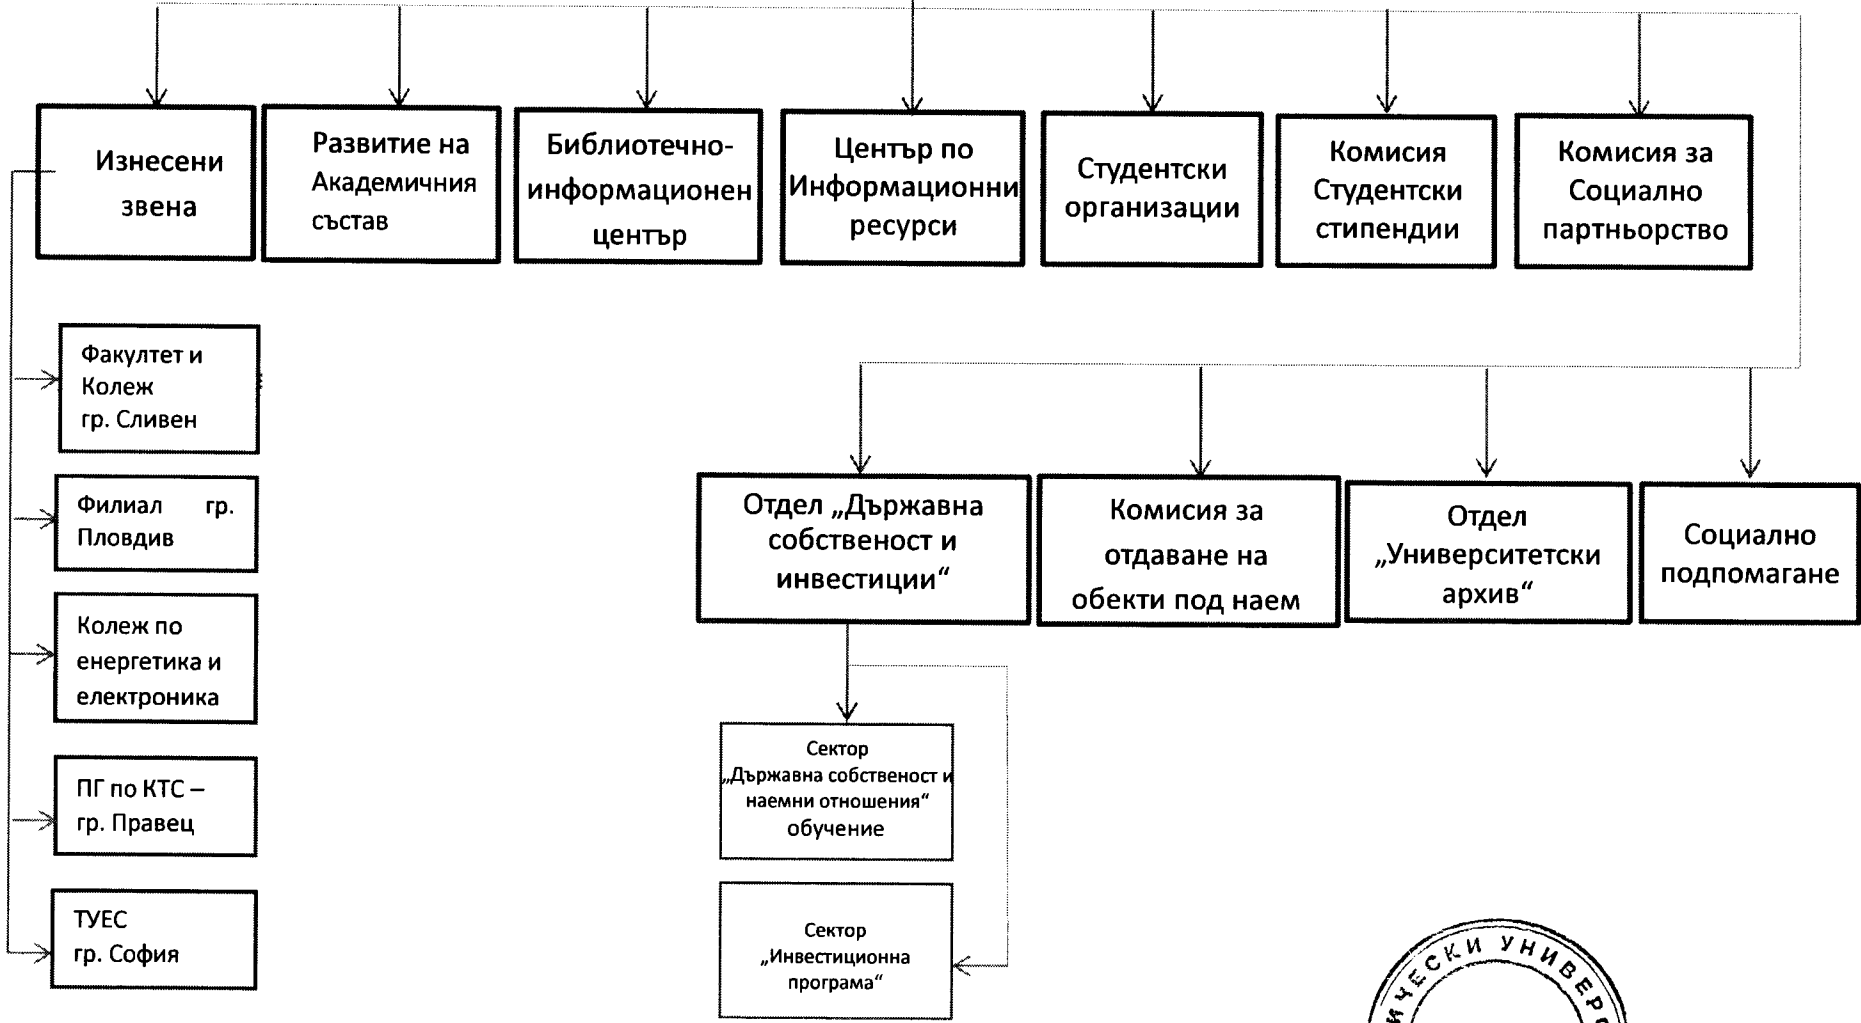 Изнесени
звена
Развитие на
Академичния
състав
Библиотечно-
информационен
център
Център по
Информационни
ресурси
Студентски
организации
Комисия
Студентски
стипендии
Комисия за
Социално
партньорство
Факултет и
Колеж
гр. Сливен
Филиал гр.
Пловдив
Колеж по
енергетика и
електроника
ПГ по КТС –
гр. Правец
ТУЕС
гр. София
Отдел „Държавна
собственост и
инвестиции“
Комисия за
отдаване на
обекти под наем
Отдел
„Университетски
архив“
Социално
подпомагане
Сектор
„Държавна собственост и
наемни отношения“
обучение
Сектор
„Инвестиционна
програма“
ИЧЕСКИ УНИВЕР